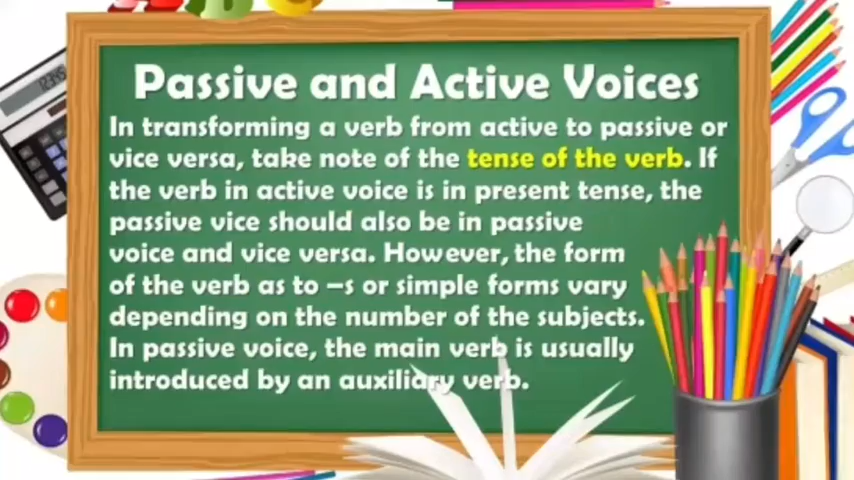 Passive and Active Voices
In transforming a verb from active to passive or
vice versa, take note of the tense of the verb. If
the verb in active voice is in present tense, the
passive vice should also be in passive
voice and vice versa. However, the form
of the verb as to –s or simple forms vary
depending on the number of the subjects.
In passive voice, the main verb is usually
introduced by an auxiliary verb.